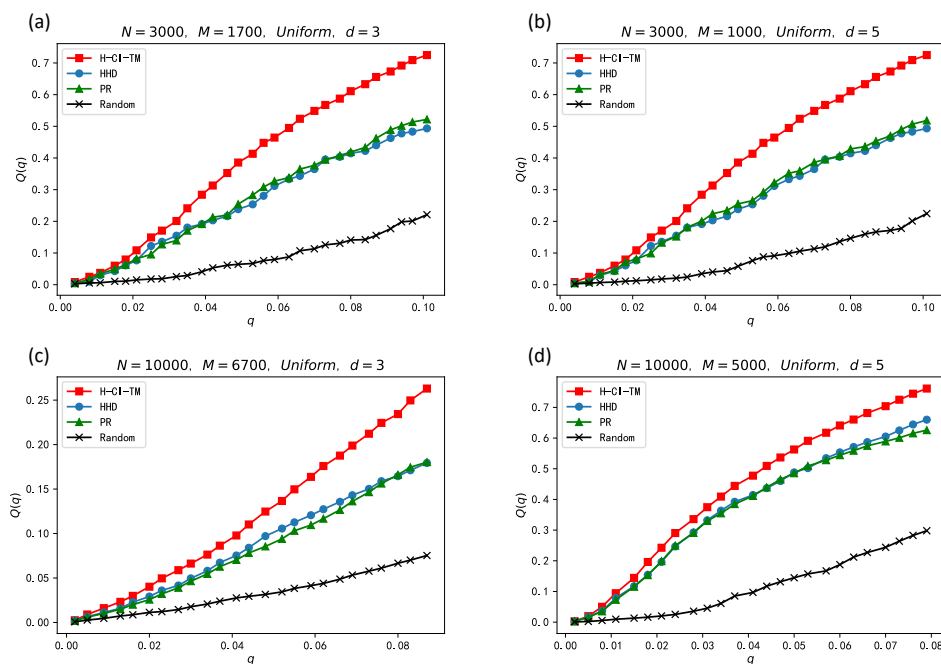 (a)
N = 3000, M = 1700, Uniform, d = 3
H-CI-TM
HHD
PR
Random
Q(q)
0.7
0.6
0.5
0.4
0.3
0.2
0.1
0.0
0.00 0.02 0.04 0.06 0.08 0.10
q
(b)
N = 3000, M = 1000, Uniform, d = 5
H-CI-TM
HHD
PR
Random
Q(q)
0.7
0.6
0.5
0.4
0.3
0.2
0.1
0.0
0.00 0.02 0.04 0.06 0.08 0.10
q
(c)
N = 10000, M = 6700, Uniform, d = 3
H-CI-TM
HHD
PR
Random
Q(q)
0.25
0.20
0.15
0.10
0.05
0.00
0.00 0.02 0.04 0.06 0.08
q
(d)
N = 10000, M = 5000, Uniform, d = 5
H-CI-TM
HHD
PR
Random
Q(q)
0.7
0.6
0.5
0.4
0.3
0.2
0.1
0.0
0.00 0.01 0.02 0.03 0.04 0.05 0.06 0.07 0.08
q